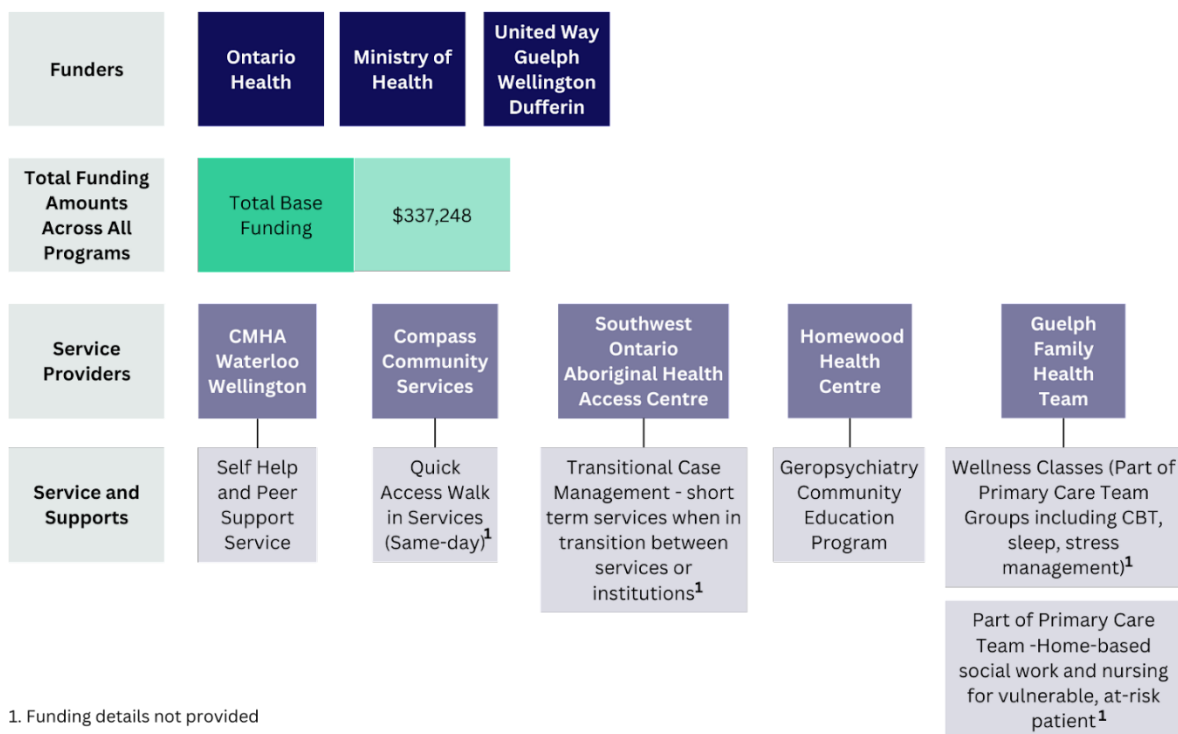 Funders
Ontario
Health
Ministry of
Health
United Way
Guelph
Wellington
Dufferin
Total Funding
Amounts
Across All
Programs
Total Base
Funding
$337,248
Service
Providers
CMHA
Waterloo
Wellington
Compass
Community
Services
Southwest
Ontario
Aboriginal Health
Access Centre
Homewood
Health
Centre
Guelph
Family
Health
Team
Service and
Supports
Self Help
and Peer
Support
Service
Quick
Access Walk
in Services
(Same-day)1
Transitional Case
Management - short
term services when in
transition between
services or
institutions1
Geropsychiatry
Community
Education
Program
Wellness Classes (Part of
Primary Care Team
Groups including CBT,
sleep, stress
management)1
Part of Primary Care
Team -Home-based
social work and nursing
for vulnerable, at-risk
patient1
1. Funding details not provided